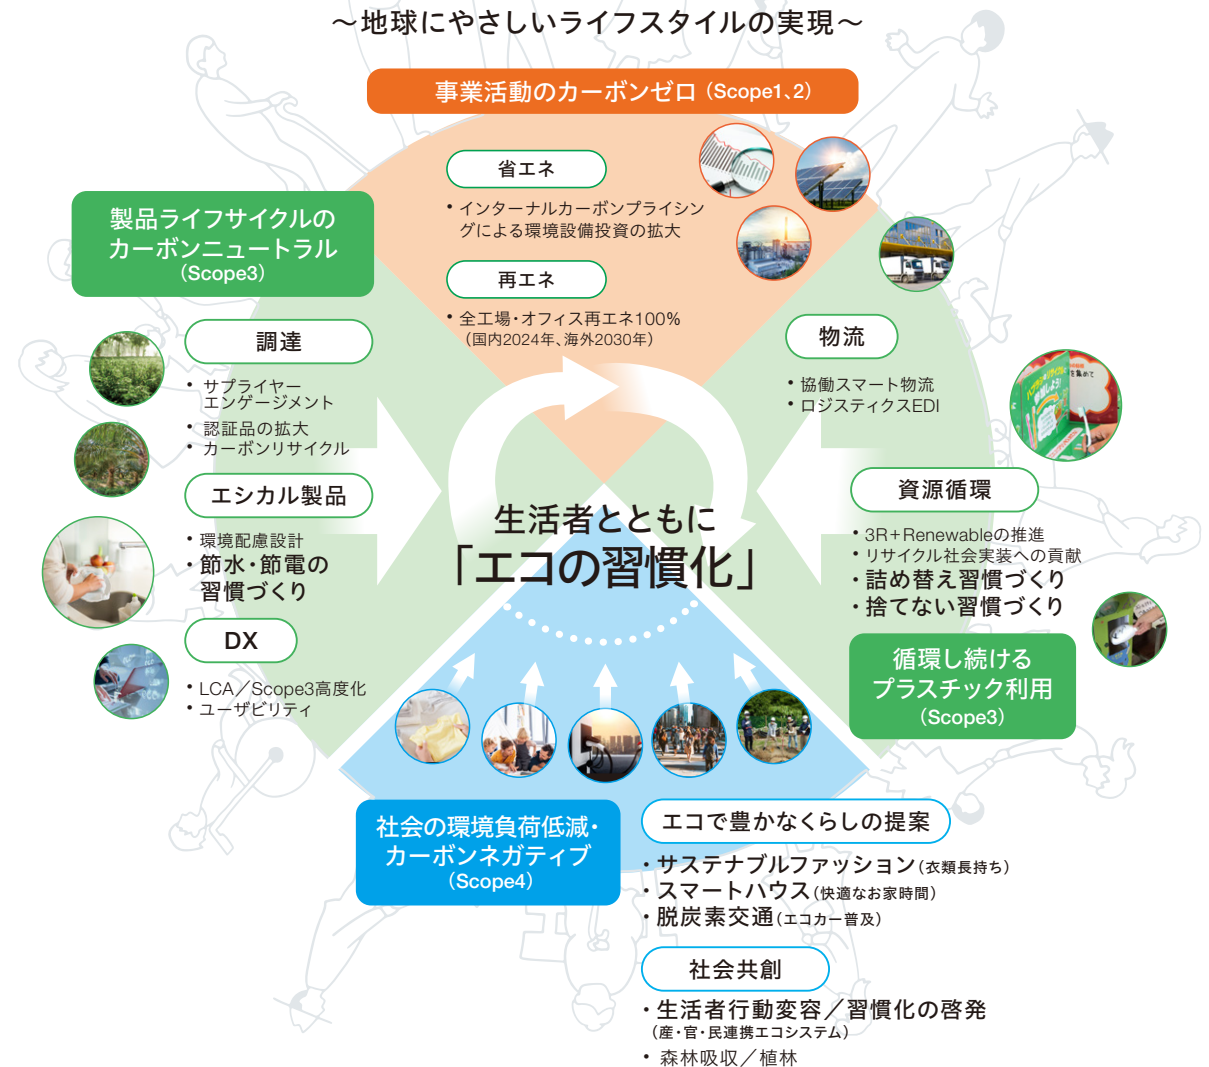 ～地球にやさしいライフスタイルの実現～
事業活動のカーボンゼロ（Scope1、2）
省エネ
・インターナルカーボンプライシン
グによる環境設備投資の拡大
再エネ
・全工場・オフィス再エネ100%
（国内2024年、海外2030年）
製品ライフサイクルの
カーボンニュートラル
（Scope3）
調達
・サプライヤー
エンゲージメント
・認証品の拡大
・カーボンリサイクル
エシカル製品
・環境配慮設計
・節水・節電の
習慣づくり
DX
・LCA／Scope3高度化
・ユーザビリティ
物流
・協働スマート物流
・ロジスティクスEDI
資源循環
・3R+Renewableの推進
・リサイクル社会実装への貢献
・詰め替え習慣づくり
・捨てない習慣づくり
循環し続ける
プラスチック利用
（Scope3）
生活者とともに
「エコの習慣化」
社会の環境負荷低減・
カーボンネガティブ
（Scope4）
エコで豊かなくらしの提案
・サステナブルファッション（衣類長持ち）
・スマートハウス（快適なお家時間）
・脱炭素交通（エコカー普及）
社会共創
・生活者行動変容／習慣化の啓発
（産・官・民連携エコシステム）
・森林吸収／植林